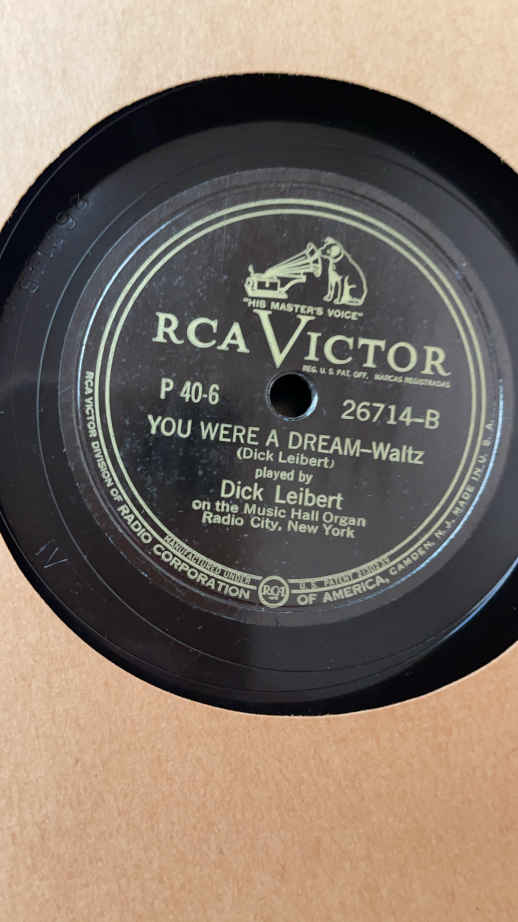 "HIS MASTER'S VOICE"
RCA VICTOR
REG. U. S. PAT. OFF. MARCAS REGISTRADAS
P 40-6
26714-B
YOU WERE A DREAM-Waltz
(Dick Leibert)
played by
Dick Leibert
on the Music Hall Organ
Radio City, New York
MANUFACTURED UNDER
RCA
U. S. PATENT
RCA VICTOR DIVISION OF RADIO CORPORATION OF AMERICA, CAMDEN, N. J. MADE IN U. S. A.